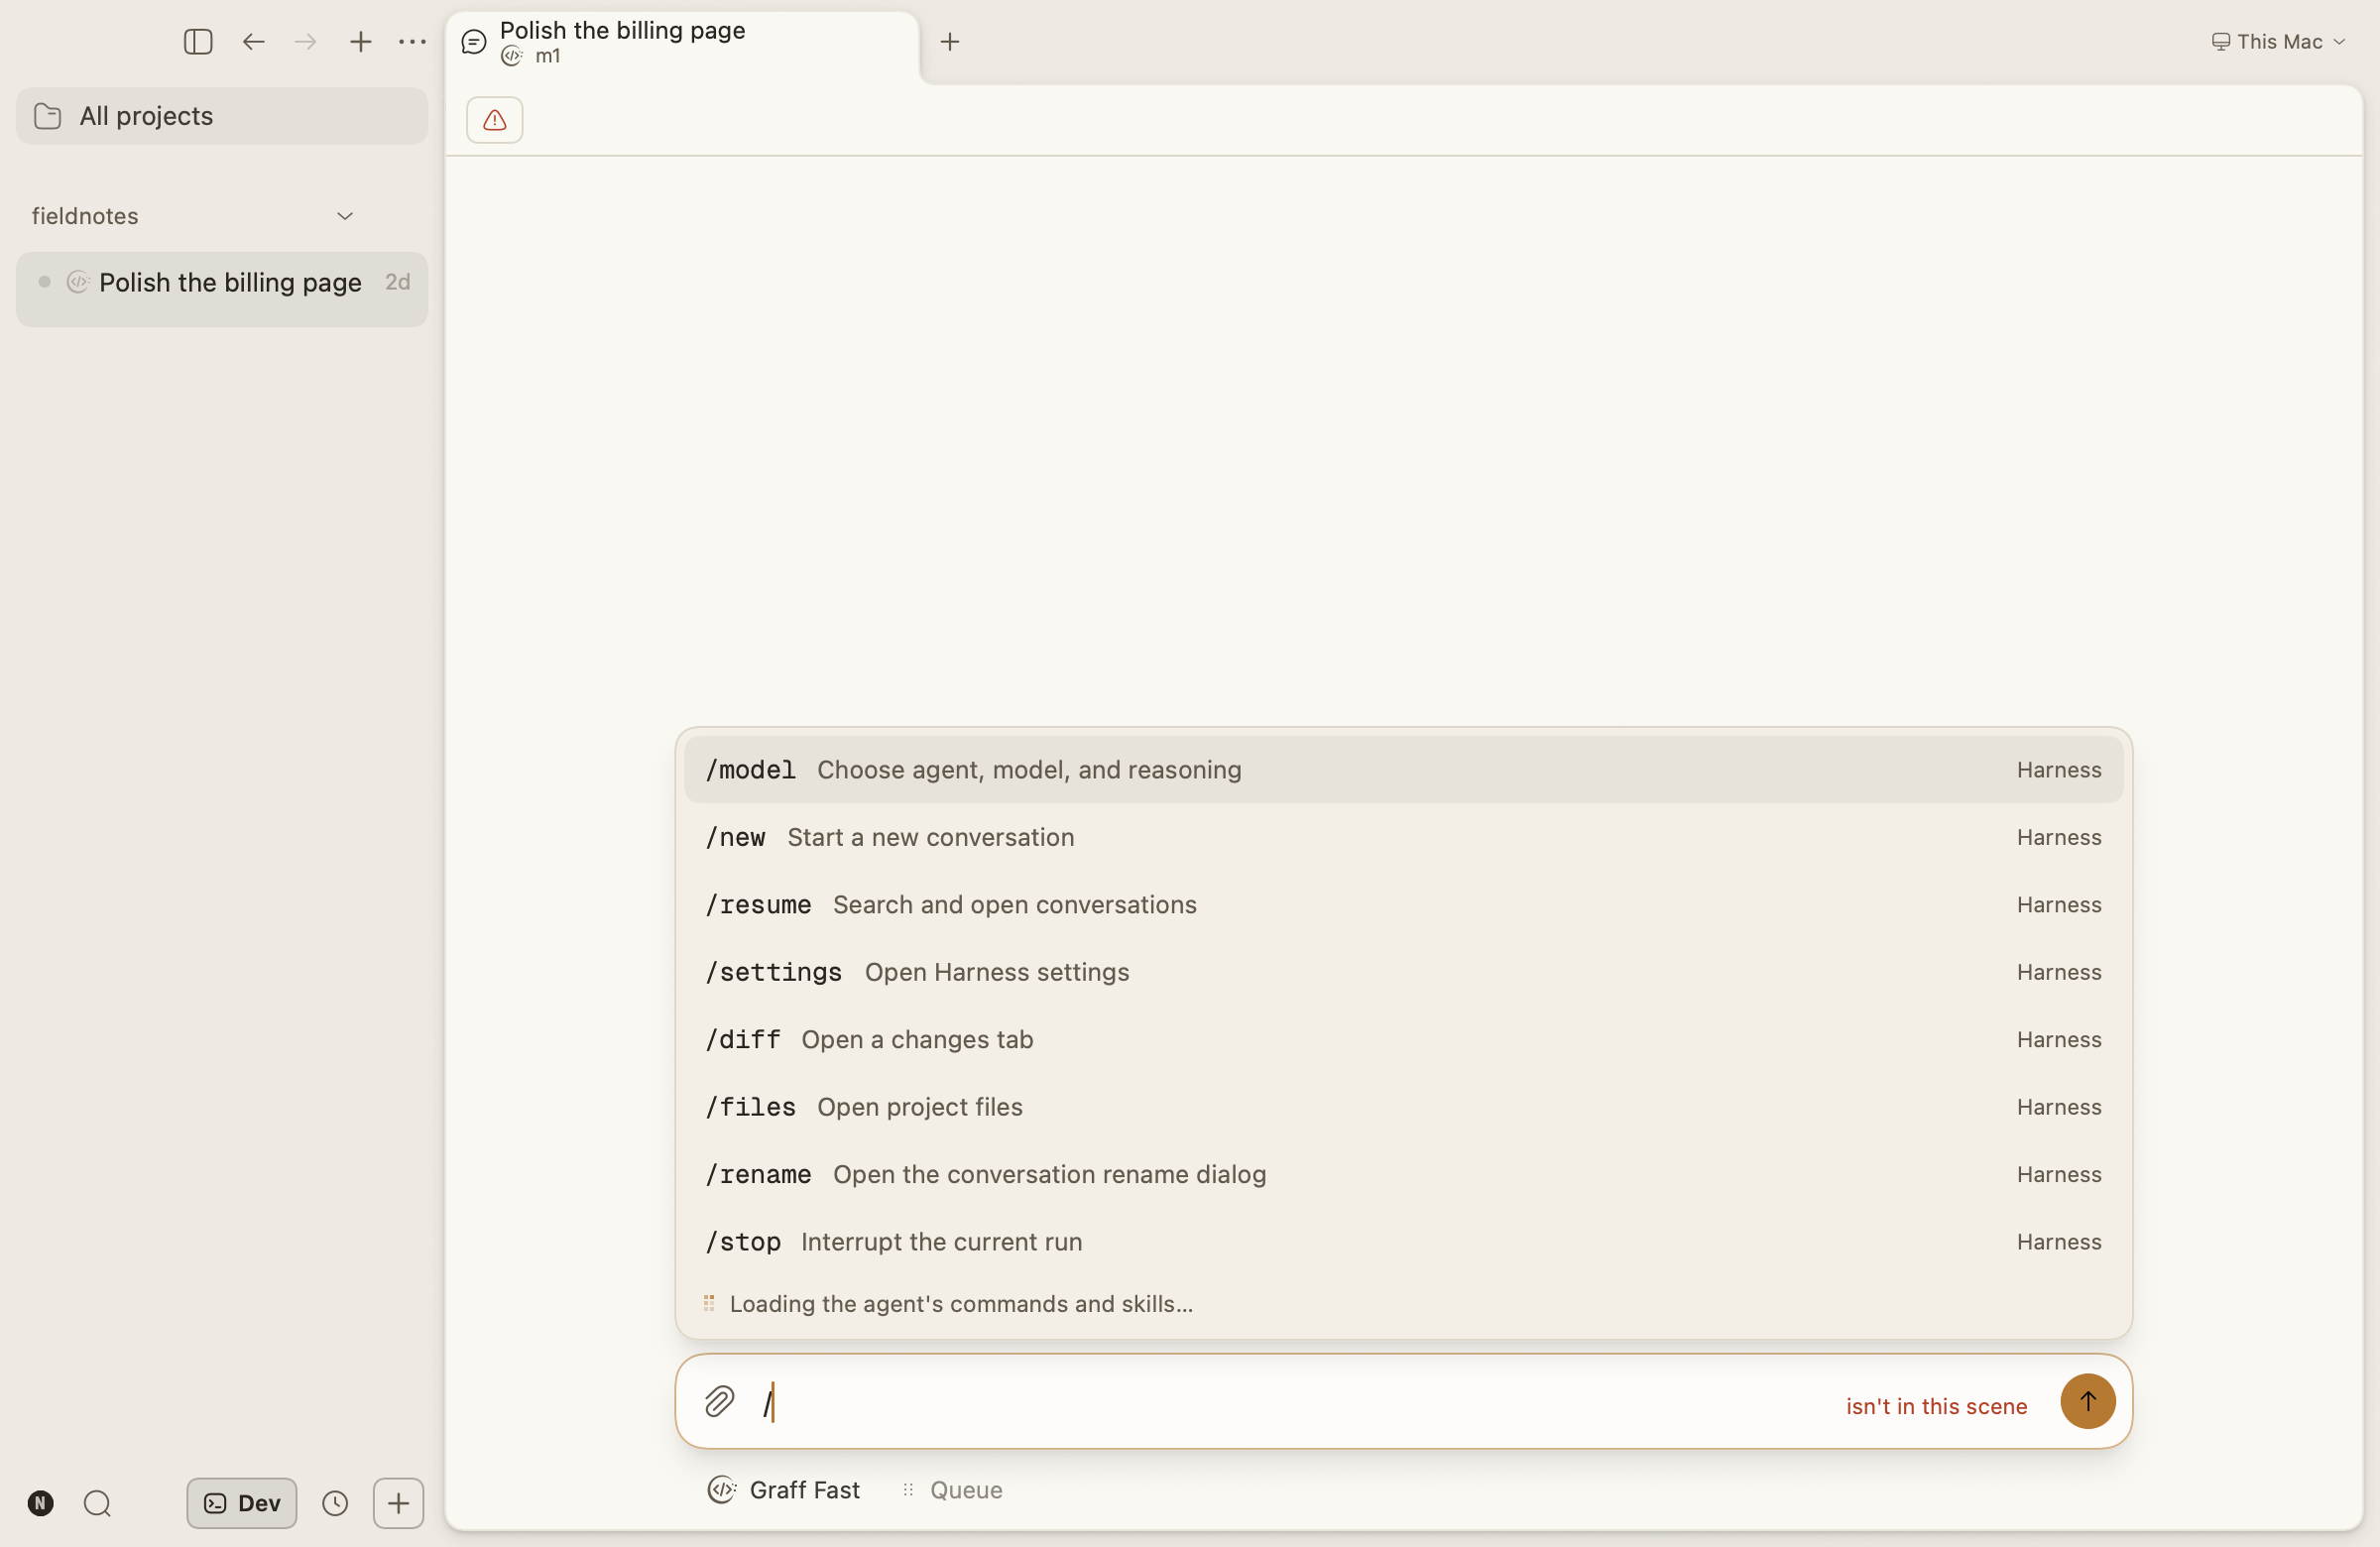 Polish the billing page
m1
This Mac
All projects
fieldnotes
Polish the billing page 2d
/model Choose agent, model, and reasoning Harness
/new Start a new conversation Harness
/resume Search and open conversations Harness
/settings Open Harness settings Harness
/diff Open a changes tab Harness
/files Open project files Harness
/rename Open the conversation rename dialog Harness
/stop Interrupt the current run Harness
Loading the agent's commands and skills...
/ isn't in this scene
Graff Fast Queue
N Dev